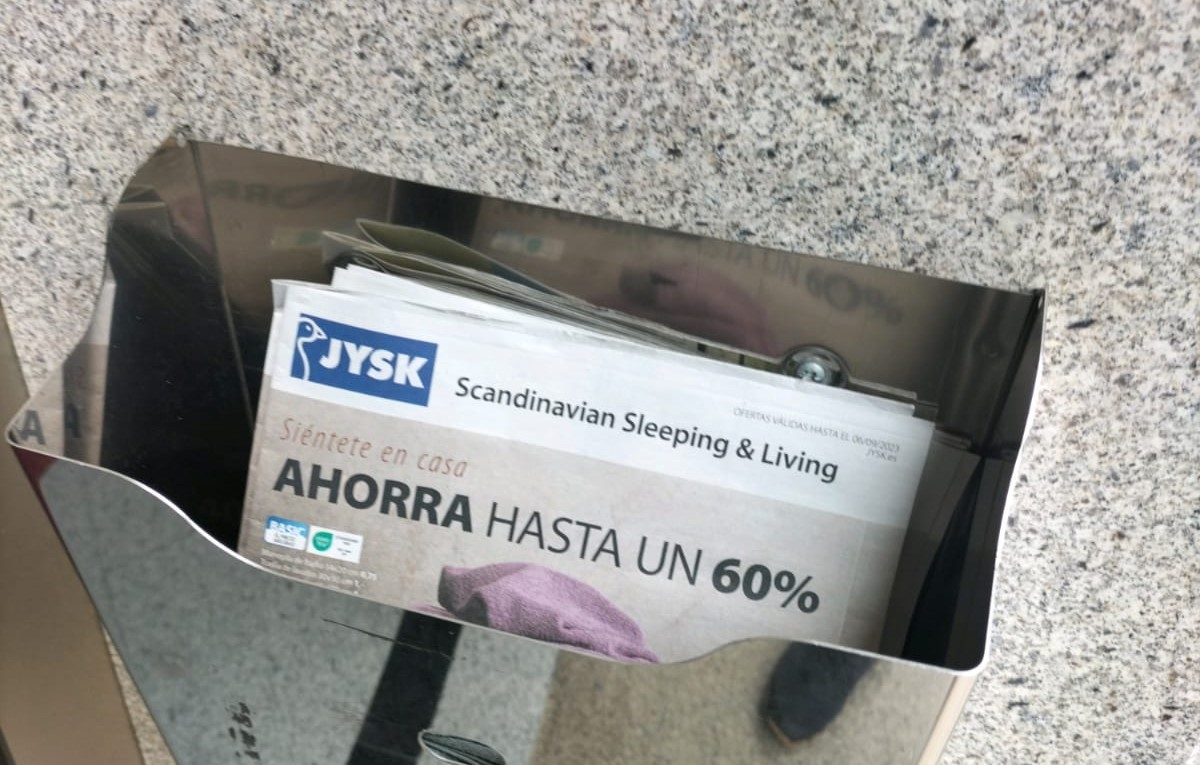 JYSK
Scandinavian Sleeping & Living
OFERTAS VÁLIDAS HASTA EL 06/09/2023
JYSK.es
Siéntete en casa
AHORRA HASTA UN 60%
BASIC